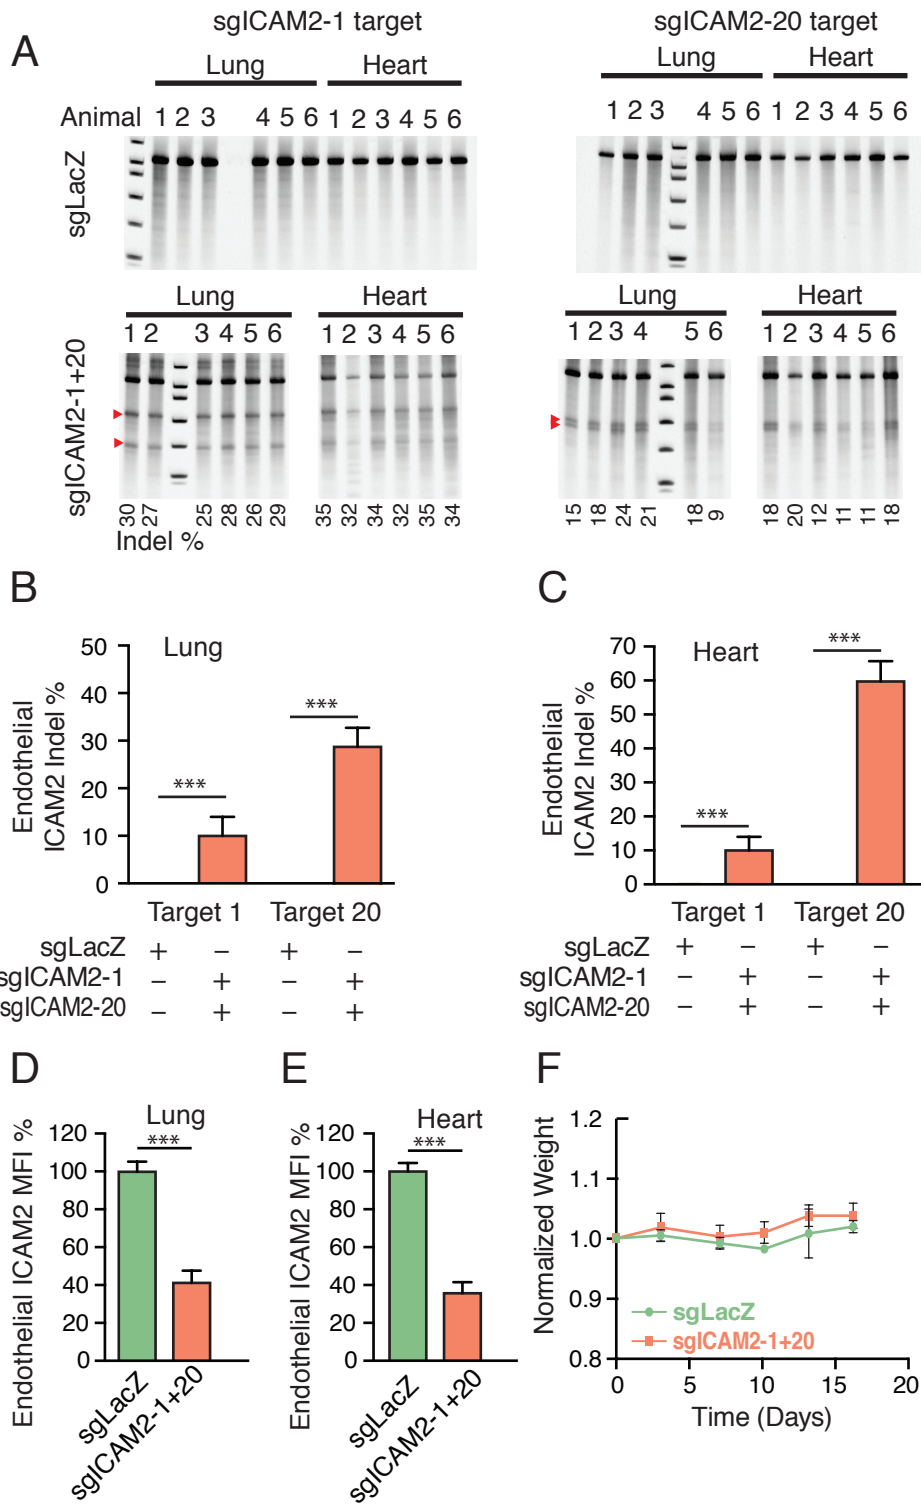 sgICAM2-1 target
sgICAM2-20 target
A
Lung Heart
Lung Heart
Animal 1 2 3 4 5 6 1 2 3 4 5 6
1 2 3 4 5 6 1 2 3 4 5 6
sgLacZ
Lung Heart
Lung Heart
1 2 3 4 5 6 1 2 3 4 5 6
1 2 3 4 5 6 1 2 3 4 5 6
sgICAM2-1+20
30 27 25 28 26 29 35 32 34 32 35 34
15 18 24 21 18 9 18 20 12 11 11 18
Indel %
B
Lung
Endothelial
ICAM2 Indel %
50
40
30
20
10
0
***
***
Target 1 Target 20
sgLacZ + − + −
sgICAM2-1 − + − +
sgICAM2-20 − + − +
C
Heart
Endothelial
ICAM2 Indel %
70
60
50
40
30
20
10
0
***
***
Target 1 Target 20
sgLacZ + − + −
sgICAM2-1 − + − +
sgICAM2-20 − + − +
D
Lung
Endothelial ICAM2 MFI %
120
100
80
60
40
20
0
***
sgLacZ
sgICAM2-1+20
E
Heart
Endothelial ICAM2 MFI %
120
100
80
60
40
20
0
***
sgLacZ
sgICAM2-1+20
F
Normalized Weight
1.2
1.1
1.0
0.9
0.8
sgLacZ
sgICAM2-1+20
0 5 10 15 20
Time (Days)